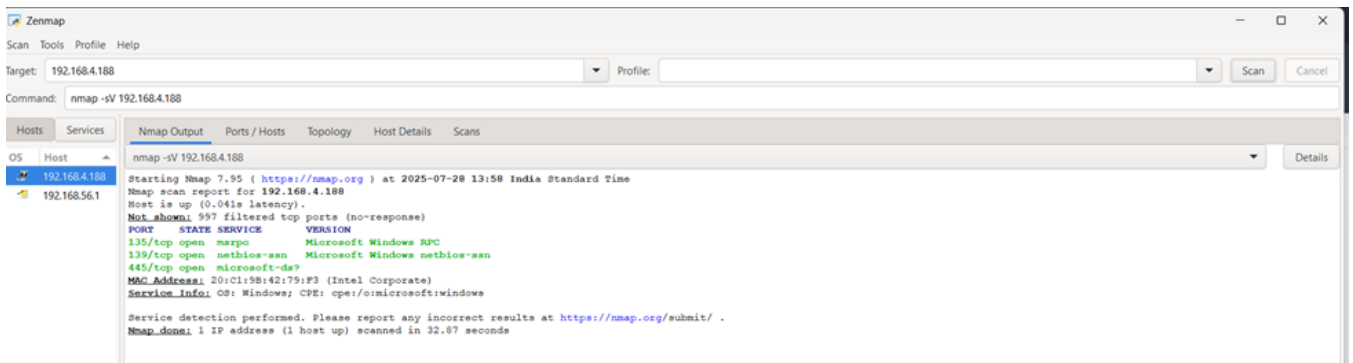 Zenmap
Scan Tools Profile Help
Target: 192.168.4.188 Profile: Scan Cancel
Command: nmap -sV 192.168.4.188
Hosts Services Nmap Output Ports / Hosts Topology Host Details Scans
OS Host nmap -sV 192.168.4.188 Details
192.168.4.188
192.168.56.1
Starting Nmap 7.95 ( https://nmap.org ) at 2025-07-28 13:58 India Standard Time
Nmap scan report for 192.168.4.188
Host is up (0.041s latency).
Not shown: 997 filtered tcp ports (no-response)
PORT STATE SERVICE VERSION
135/tcp open msrpc Microsoft Windows RPC
139/tcp open netbios-ssn Microsoft Windows netbios-ssn
445/tcp open microsoft-ds?
MAC Address: 20:C1:9B:42:79:F3 (Intel Corporate)
Service Info: OS: Windows; CPE: cpe:/o:microsoft:windows
Service detection performed. Please report any incorrect results at https://nmap.org/submit/ .
Nmap done: 1 IP address (1 host up) scanned in 32.87 seconds